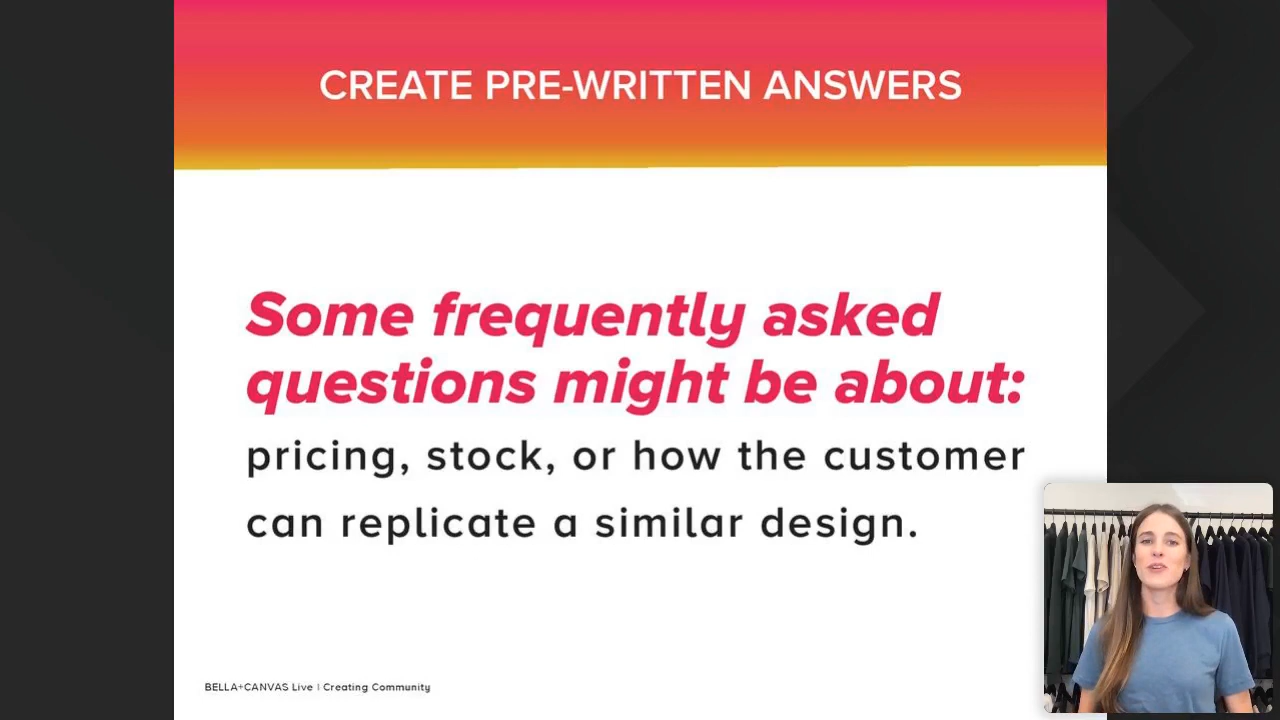 CREATE PRE-WRITTEN ANSWERS
Some frequently asked
questions might be about:
pricing, stock, or how the customer
can replicate a similar design.
BELLA+CANVAS Live | Creating Community